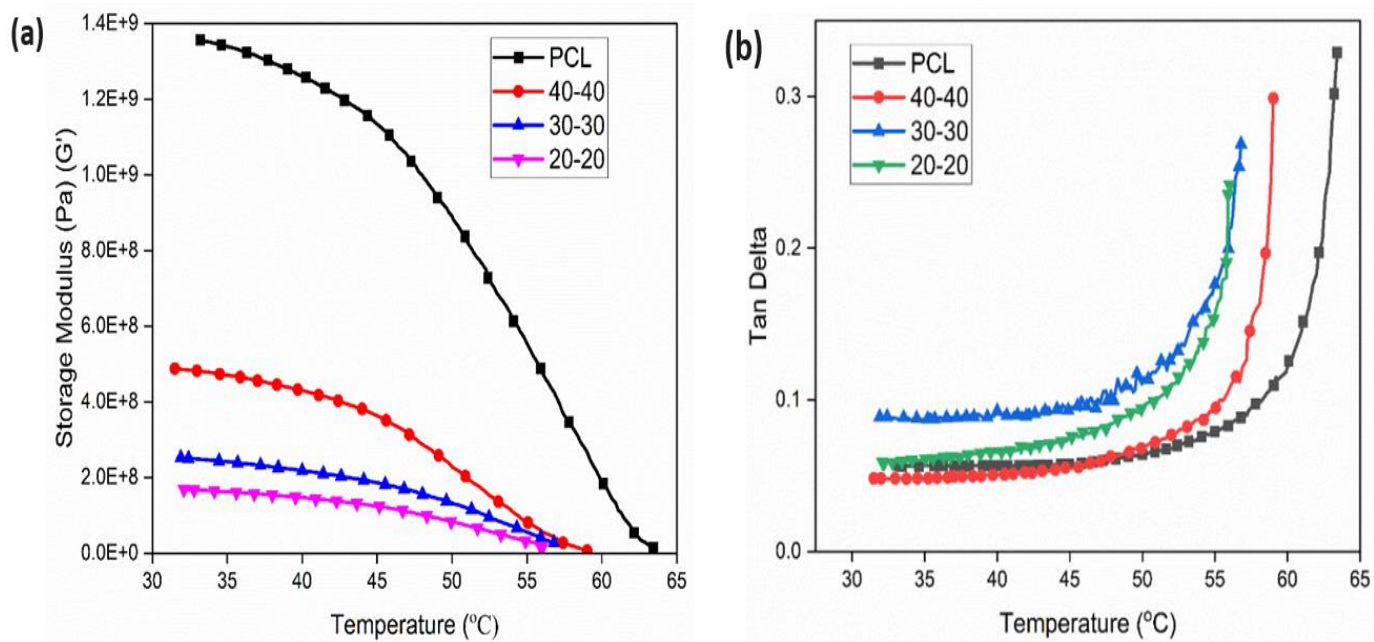 (a)
1.4E+9
1.2E+9
1.0E+9
8.0E+8
6.0E+8
4.0E+8
2.0E+8
0.0E+0
Storage Modulus (Pa) (G')
PCL
40-40
30-30
20-20
30 35 40 45 50 55 60 65
Temperature (°C)
(b)
0.3
0.2
0.1
0.0
Tan Delta
PCL
40-40
30-30
20-20
30 35 40 45 50 55 60 65
Temperature (°C)